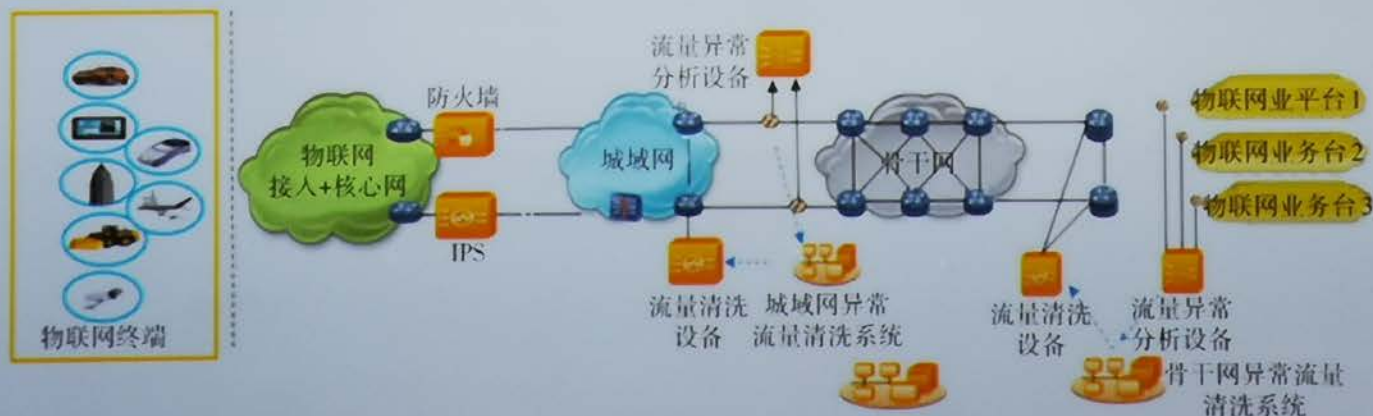 流量异常
分析设备
防火墙
物联网业平台1
物联网
接入+核心网
城域网
骨干网
物联网业务台2
物联网业务台3
IPS
流量清洗
设备
城域网异常
流量清洗系统
流量清洗
设备
流量异常
分析设备
物联网终端
骨干网异常流量
清洗系统